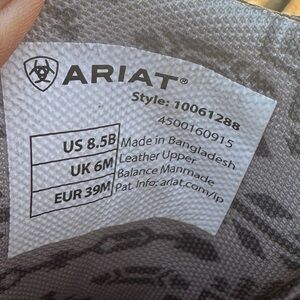 ARIAT®
Style: 10061288
4500160915
US 8.5B
UK 6M
EUR 39M
Made in Bangladesh
Leather Upper
Balance Manmade
Pat. Info: ariat.com/ip